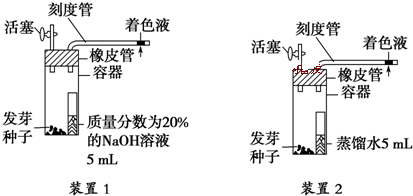 刻度管
活塞
着色液
橡皮管
容器
发芽
种子
质量分数为20%
的NaOH溶液
5 mL
装置 1
刻度管
活塞
着色液
橡皮管
容器
发芽
种子
蒸馏水5 mL
装置 2